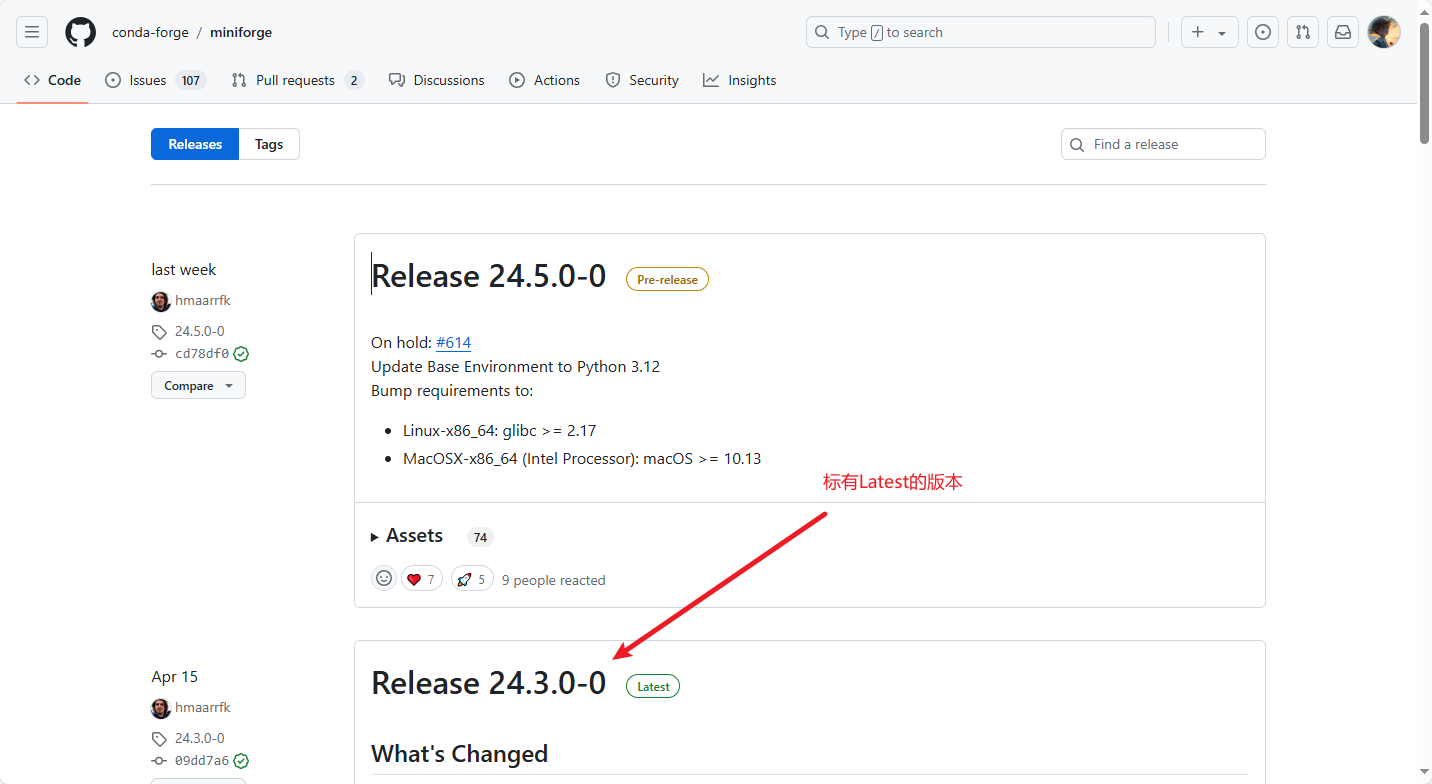 conda-forge / miniforge
Type / to search
Code
Issues 107
Pull requests 2
Discussions
Actions
Security
Insights
Releases
Tags
Find a release
last week
hmaarrfk
24.5.0-0
cd78df0
Compare
Release 24.5.0-0 Pre-release
On hold: #614
Update Base Environment to Python 3.12
Bump requirements to:
Linux-x86_64: glibc >= 2.17
MacOSX-x86_64 (Intel Processor): macOS >= 10.13
标有Latest的版本
Assets 74
7 5 9 people reacted
Apr 15
hmaarrfk
24.3.0-0
09dd7a6
Release 24.3.0-0 Latest
What's Changed